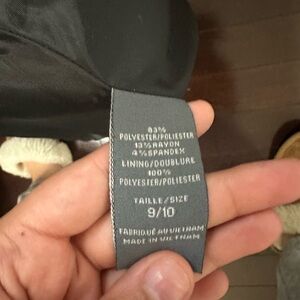 83%
POLYESTER/POLIESTER
13% RAYON
4% SPANDEX
LINING/DOUBLURE
100%
POLYESTER/POLIESTER
TAILLE/SIZE
9/10
FABRIQUÉ AU VIETNAM
MADE IN VIETNAM